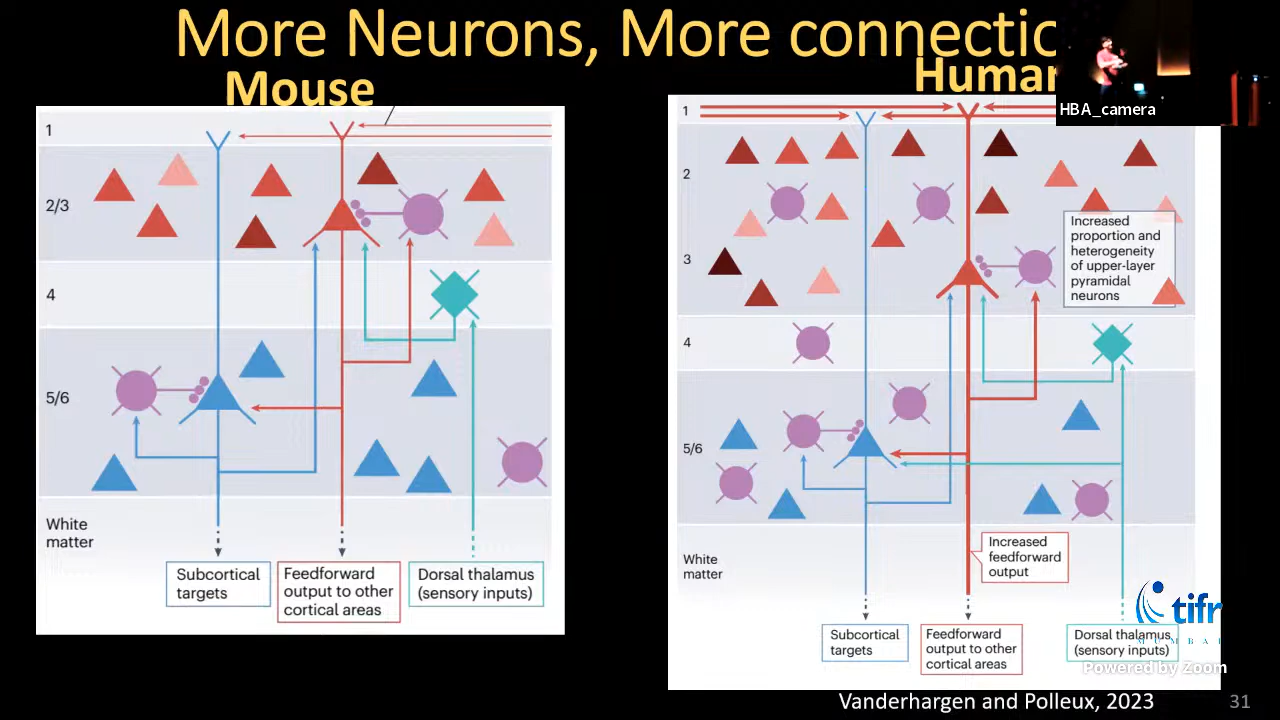 More Neurons, More connectio
Mouse
Human
HBA_camera
1
2/3
4
5/6
White
matter
Subcortical
targets
Feedforward
output to other
cortical areas
Dorsal thalamus
(sensory inputs)
1
2
3
Increased
proportion and
heterogeneity
of upper-layer
pyramidal
neurons
4
5/6
Increased
feedforward
output
White
matter
Subcortical
targets
Feedforward
output to other
cortical areas
Dorsal thalamus
(sensory inputs)
tifr
MUMBAI
Powered by Zoom
Vanderhargen and Polleux, 2023
31